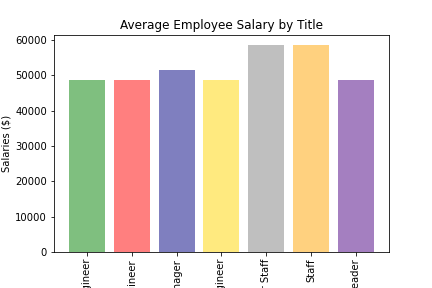 Average Employee Salary by Title
Salaries ($)
60000
50000
40000
30000
20000
10000
0
gineer
ineer
nager
gineer
r Staff
Staff
eader